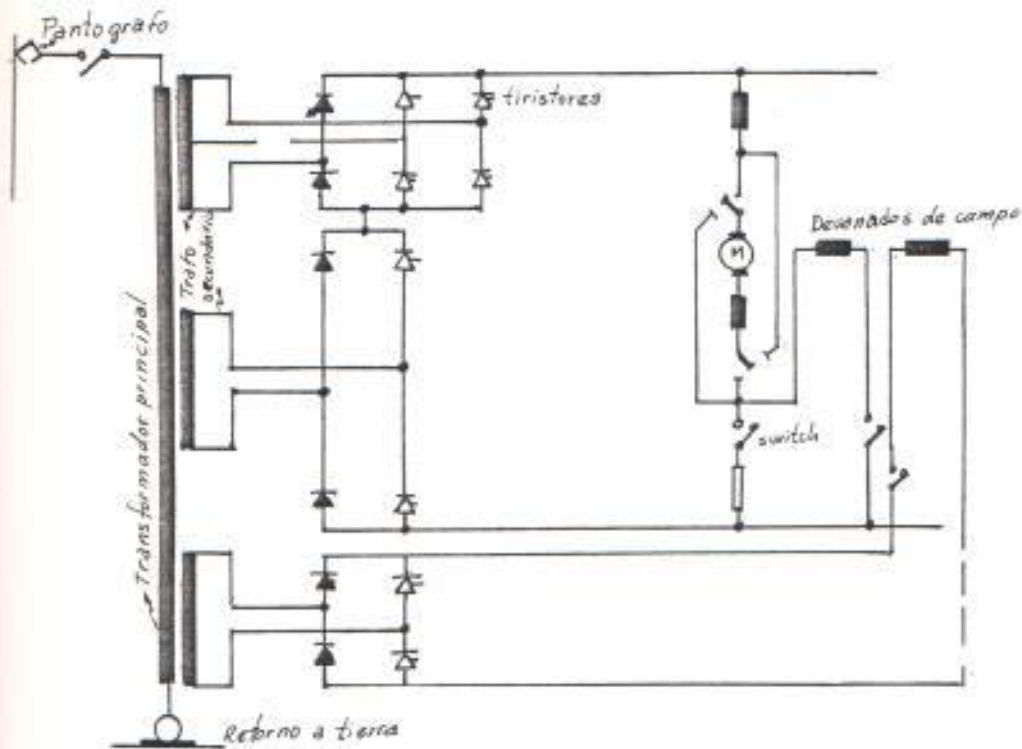 Pantografo
tiristores
Trafo
secundario
Transformador principal
Devanados de campo
M
switch
Retorno a tierra